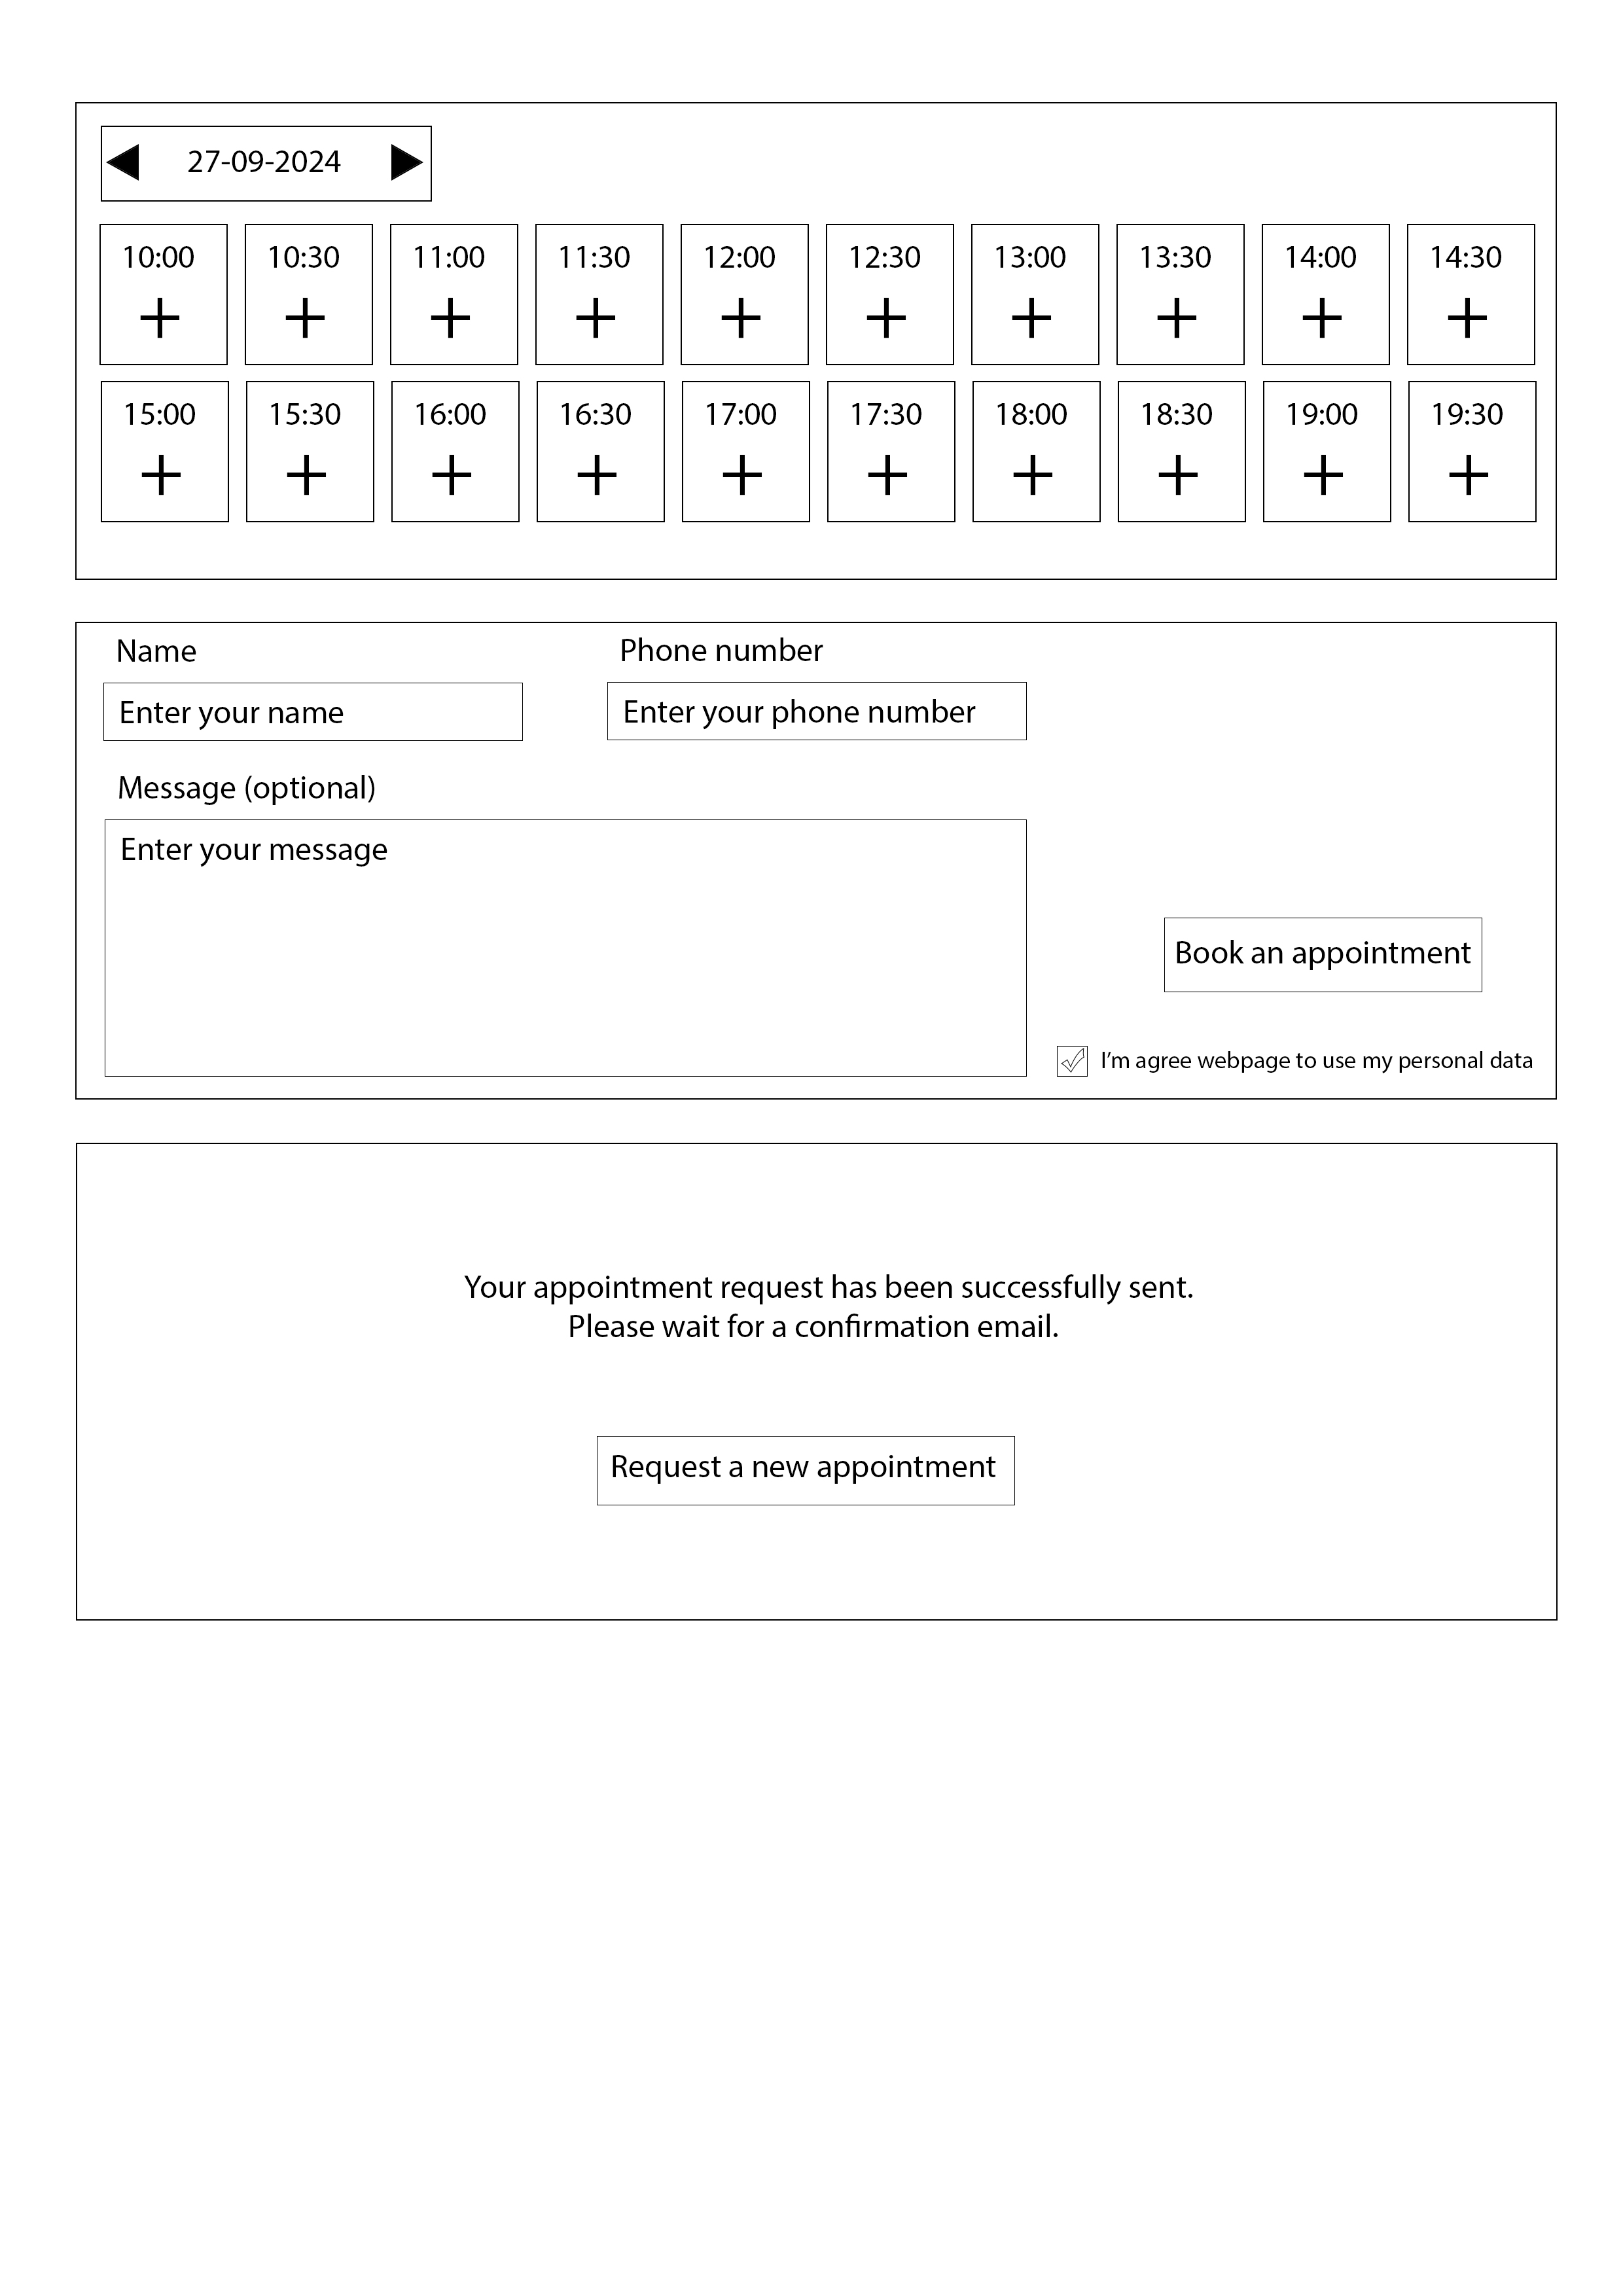 27-09-2024
10:00 10:30 11:00 11:30 12:00 12:30 13:00 13:30 14:00 14:30
15:00 15:30 16:00 16:30 17:00 17:30 18:00 18:30 19:00 19:30
Name Phone number
Enter your name Enter your phone number
Message (optional)
Enter your message
Book an appointment
I'm agree webpage to use my personal data
Your appointment request has been successfully sent.
Please wait for a confirmation email.
Request a new appointment